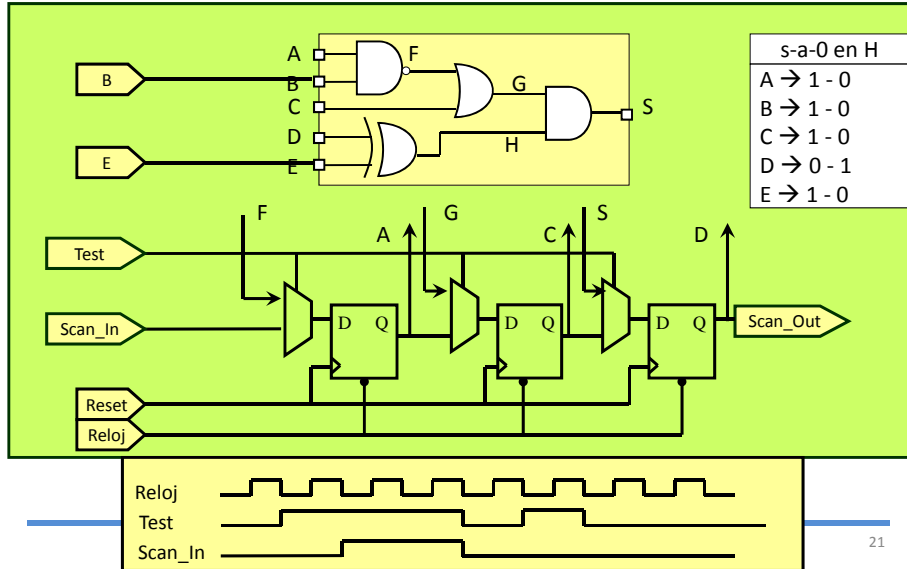 A
B
C
D
E
F
G
H
S
B
E
s-a-0 en H
A → 1 - 0
B → 1 - 0
C → 1 - 0
D → 0 - 1
E → 1 - 0
F
G
S
A
C
D
Test
Scan_In
D Q
D Q
D Q
Scan_Out
Reset
Reloj
Reloj
Test
Scan_In
21